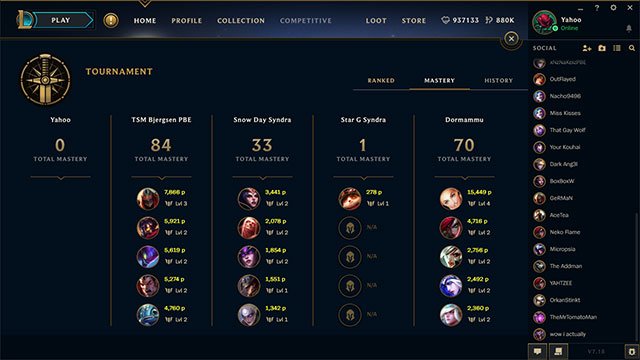 PLAY
HOME
PROFILE
COLLECTION
COMPETITIVE
LOOT
STORE
937133
880K
Yahoo
Online
TOURNAMENT
RANKED
MASTERY
HISTORY
Yahoo
0
TOTAL MASTERY
TSM Bjergsen PBE
84
TOTAL MASTERY
7,868 p
Lvl 3
5,921 p
Lvl 2
5,619 p
Lvl 2
5,274 p
Lvl 2
4,760 p
Lvl 2
Snow Day Syndra
33
TOTAL MASTERY
3,441 p
Lvl 2
2,078 p
Lvl 2
1,854 p
Lvl 2
1,551 p
Lvl 1
1,342 p
Lvl 1
Star G Syndra
1
TOTAL MASTERY
278 p
Lvl 1
N/A
N/A
N/A
N/A
Dormammu
70
TOTAL MASTERY
15,449 p
Lvl 4
4,716 p
Lvl 2
2,756 p
Lvl 2
2,492 p
Lvl 2
2,360 p
Lvl 2
SOCIAL
OutRayed
Nacho9496
Miss Kisses
That Gay Wolf
Your Kouhai
Dark Ang3l
BoxBoxW
GeRMaN
AceTea
Neko Flame
Micropsia
The Addman
YAHTZEE
OrkanStinkt
TheMrTomatoMan
wow i actually
V7.15